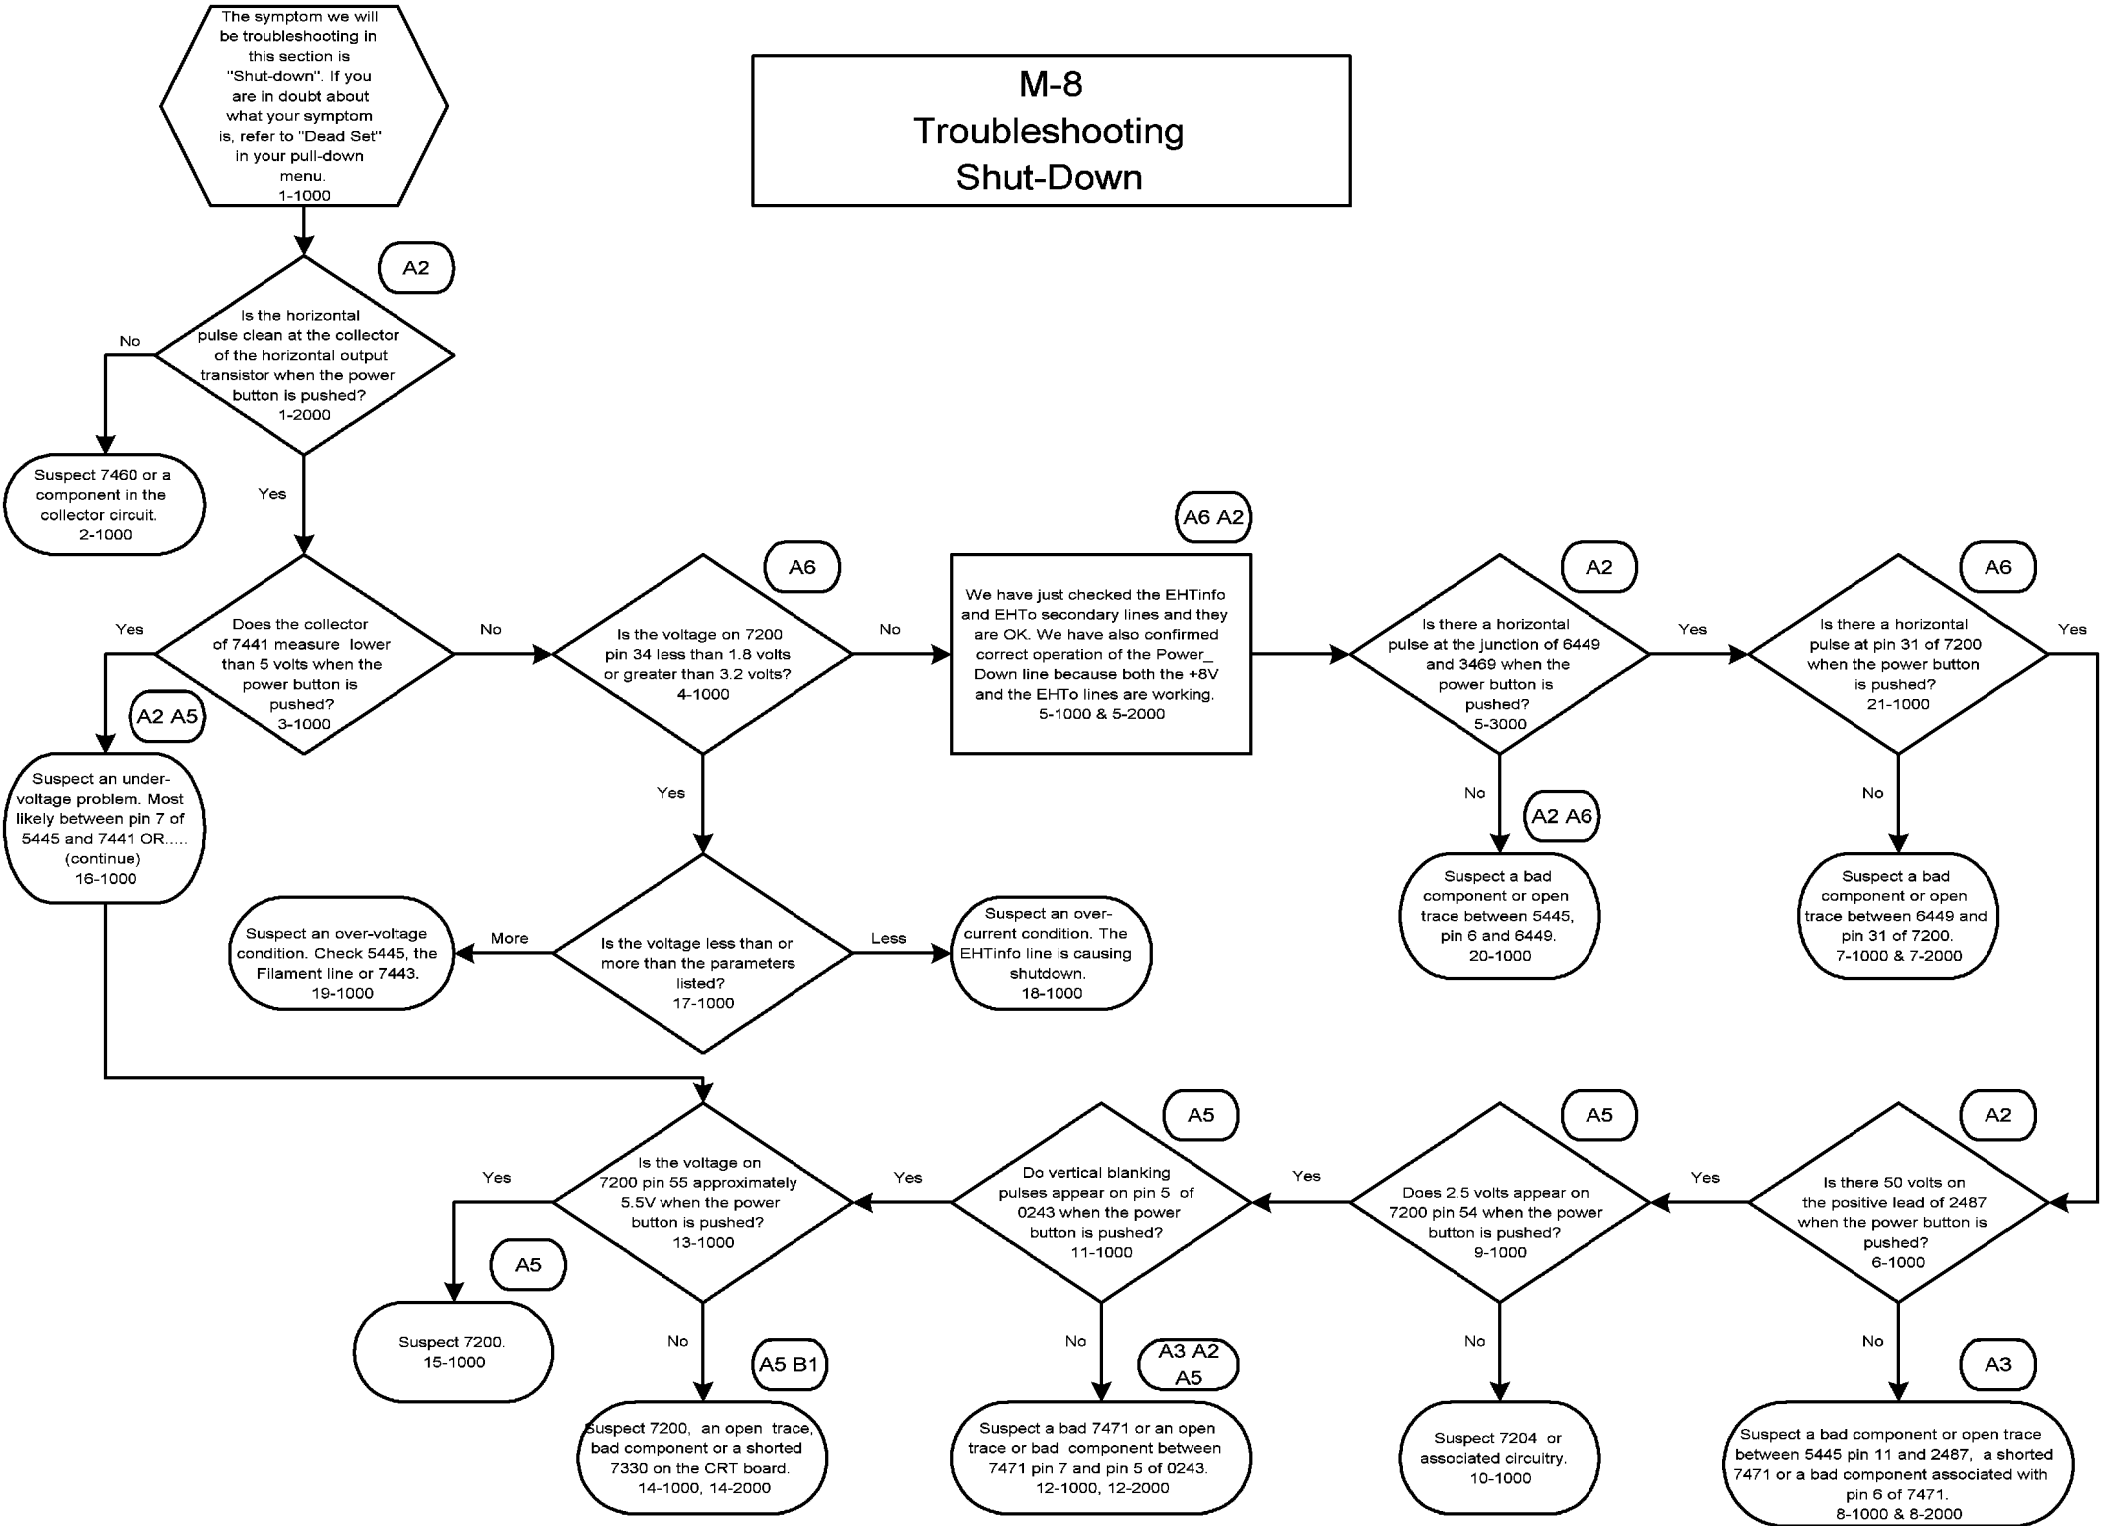 The symptom we will
be troubleshooting in
this section is
"Shut-down". If you
are in doubt about
what your symptom
is, refer to "Dead Set"
in your pull-down
menu.
1-1000
M-8
Troubleshooting
Shut-Down
A2
Is the horizontal
pulse clean at the collector
of the horizontal output
transistor when the power
button is pushed?
1-2000
No
Suspect 7460 or a
component in the
collector circuit.
2-1000
Yes
Does the collector
of 7441 measure lower
than 5 volts when the
power button is
pushed?
3-1000
Yes
A2 A5
Suspect an under-
voltage problem. Most
likely between pin 7 of
5445 and 7441 OR.....
(continue)
16-1000
No
A6
Is the voltage on 7200
pin 34 less than 1.8 volts
or greater than 3.2 volts?
4-1000
No
A6 A2
We have just checked the EHTinfo
and EHTo secondary lines and they
are OK. We have also confirmed
correct operation of the Power_
Down line because both the +8V
and the EHTo lines are working.
5-1000 & 5-2000
A2
Is there a horizontal
pulse at the junction of 6449
and 3469 when the
power button is
pushed?
5-3000
Yes
A6
Is there a horizontal
pulse at pin 31 of 7200
when the power button
is pushed?
21-1000
Yes
Yes
No
A2 A6
No
Suspect a bad
component or open
trace between 5445,
pin 6 and 6449.
20-1000
Suspect a bad
component or open
trace between 6449 and
pin 31 of 7200.
7-1000 & 7-2000
Suspect an over-voltage
condition. Check 5445, the
Filament line or 7443.
19-1000
More
Is the voltage less than or
more than the parameters
listed?
17-1000
Less
Suspect an over-
current condition. The
EHTinfo line is causing
shutdown.
18-1000
Is the voltage on
7200 pin 55 approximately
5.5V when the power
button is pushed?
13-1000
Yes
A5
Do vertical blanking
pulses appear on pin 5 of
0243 when the power
button is pushed?
11-1000
Yes
A5
Does 2.5 volts appear on
7200 pin 54 when the power
button is pushed?
9-1000
Yes
A2
Is there 50 volts on
the positive lead of 2487
when the power button is
pushed?
6-1000
Yes
A5
Suspect 7200.
15-1000
No
A5 B1
Suspect 7200, an open trace,
bad component or a shorted
7330 on the CRT board.
14-1000, 14-2000
No
A3 A2
A5
Suspect a bad 7471 or an open
trace or bad component between
7471 pin 7 and pin 5 of 0243.
12-1000, 12-2000
No
Suspect 7204 or
associated circuitry.
10-1000
No
A3
Suspect a bad component or open trace
between 5445 pin 11 and 2487, a shorted
7471 or a bad component associated with
pin 6 of 7471.
8-1000 & 8-2000